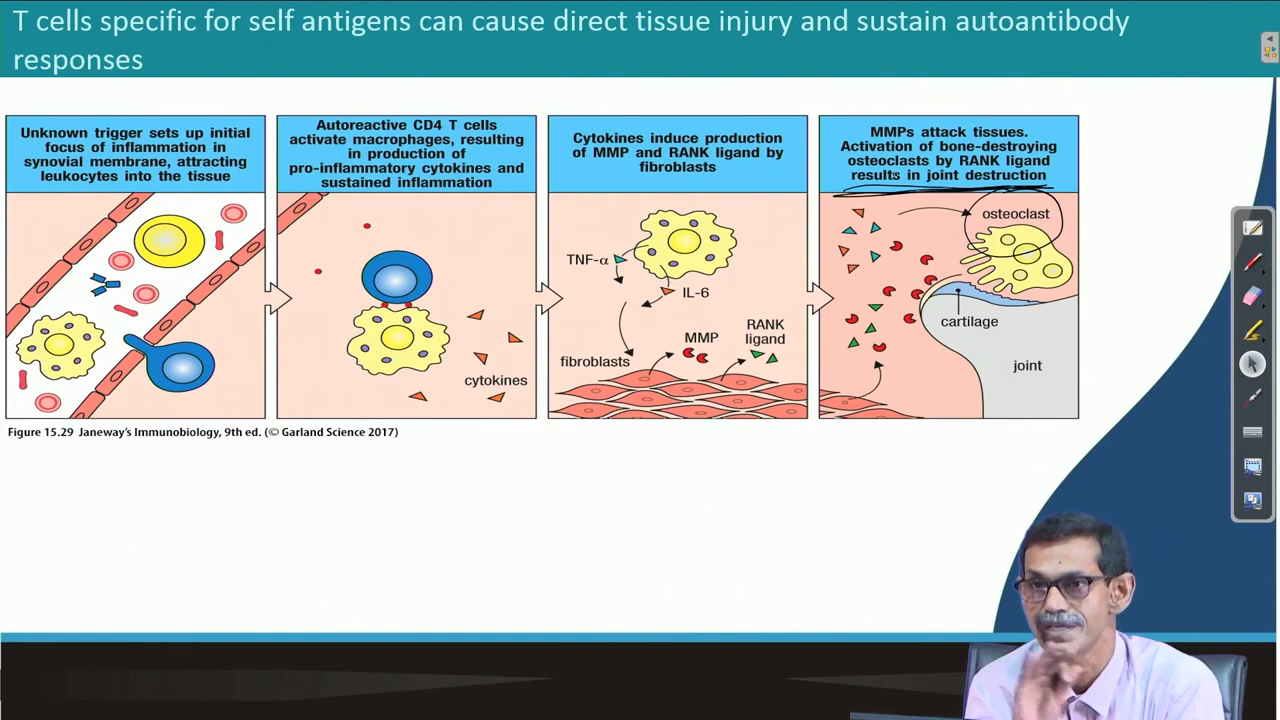 T cells specific for self antigens can cause direct tissue injury and sustain autoantibody
responses
Unknown trigger sets up initial
focus of inflammation in
synovial membrane, attracting
leukocytes into the tissue
Autoreactive CD4 T cells
activate macrophages, resulting
in production of
pro-inflammatory cytokines and
sustained inflammation
cytokines
Cytokines induce production
of MMP and RANK ligand by
fibroblasts
TNF-α
IL-6
MMP
RANK
ligand
fibroblasts
MMPs attack tissues.
Activation of bone-destroying
osteoclasts by RANK ligand
results in joint destruction
osteoclast
cartilage
joint
Figure 15.29 Janeway's Immunobiology, 9th ed. (© Garland Science 2017)